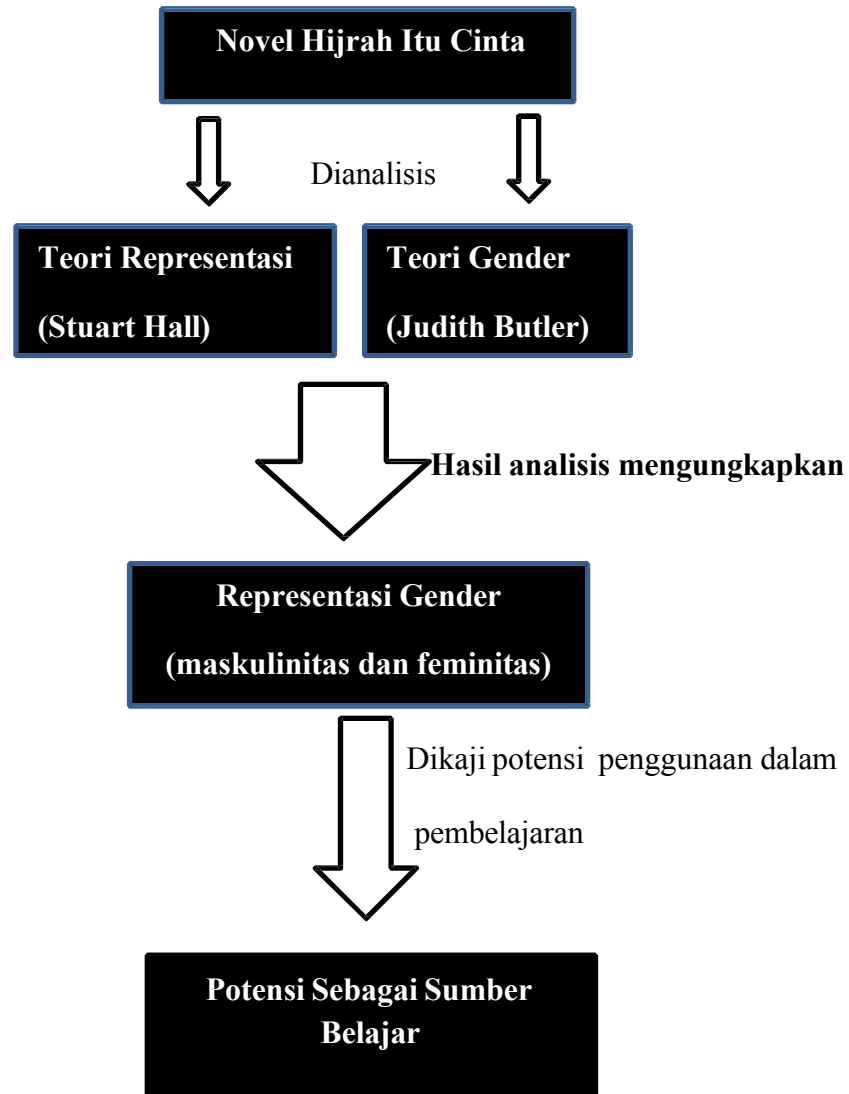 Novel Hijrah Itu Cinta
Dianalisis
Teori Representasi
(Stuart Hall)
Teori Gender
(Judith Butler)
Hasil analisis mengungkapkan
Representasi Gender
(maskulinitas dan feminitas)
Dikaji potensi penggunaan dalam
pembelajaran
Potensi Sebagai Sumber
Belajar